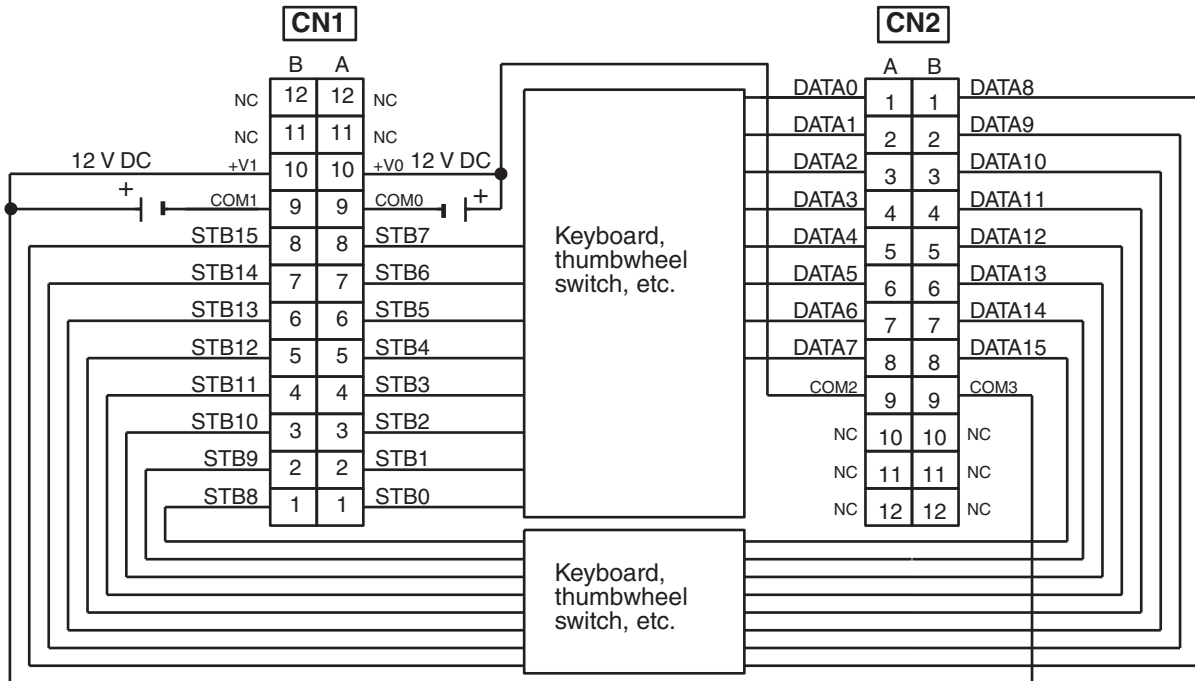 CN1
CN2
B A
A B
NC 12 12 NC
DATA0 1 1 DATA8
NC 11 11 NC
DATA1 2 2 DATA9
12 V DC +V1 10 10 +V0 12 V DC
DATA2 3 3 DATA10
+ COM1 9 9 COM0 +
DATA3 4 4 DATA11
STB15 8 8 STB7
DATA4 5 5 DATA12
STB14 7 7 STB6
DATA5 6 6 DATA13
STB13 6 6 STB5
DATA6 7 7 DATA14
STB12 5 5 STB4
DATA7 8 8 DATA15
STB11 4 4 STB3
COM2 9 9 COM3
STB10 3 3 STB2
NC 10 10 NC
STB9 2 2 STB1
NC 11 11 NC
STB8 1 1 STB0
NC 12 12 NC
Keyboard,
thumbwheel
switch, etc.
Keyboard,
thumbwheel
switch, etc.